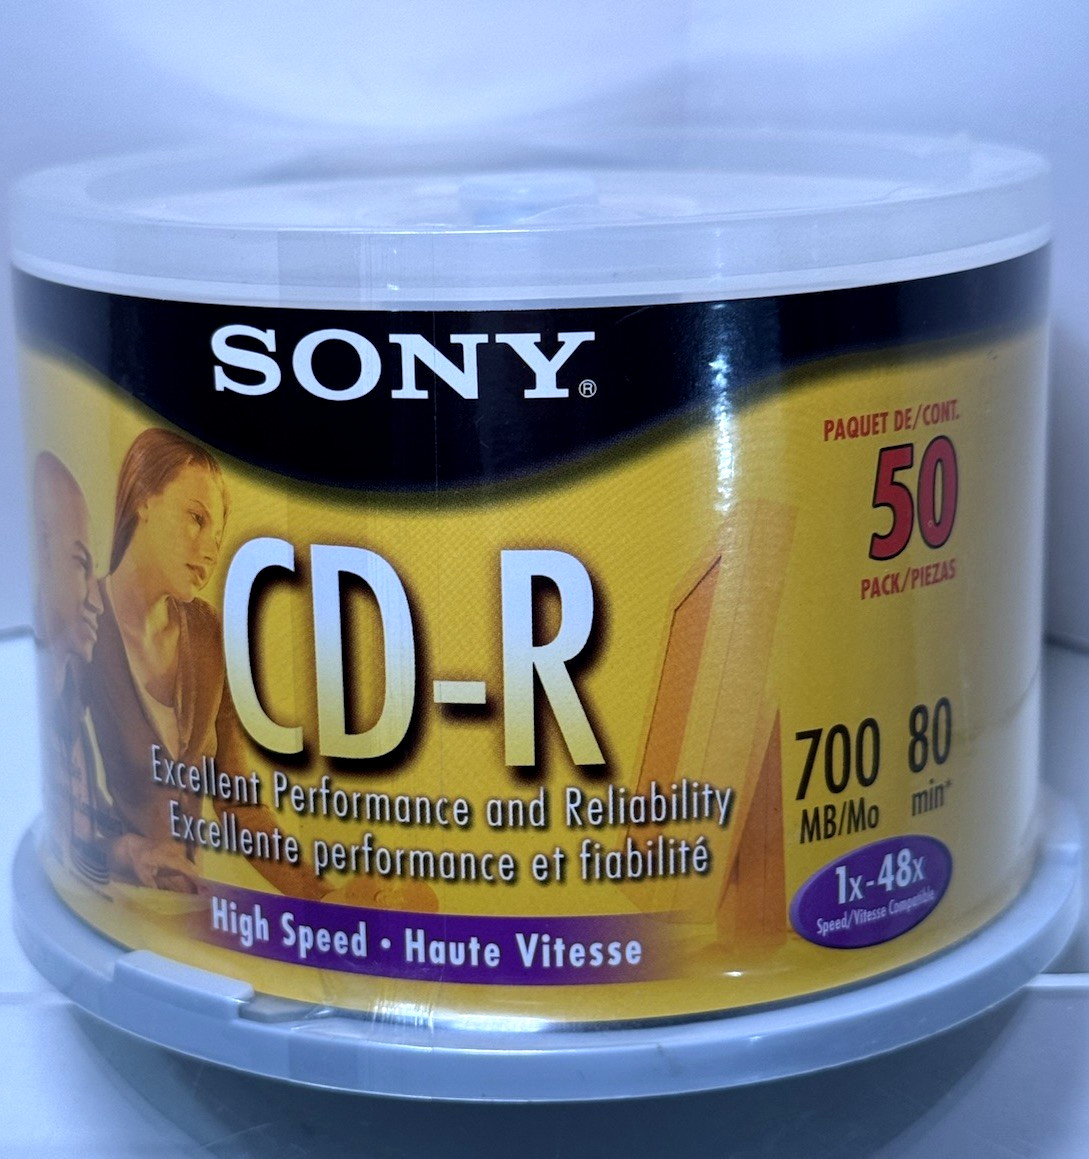 SONY®
PAQUET DE/CONT.
50
PACK/PIEZAS
CD-R
Excellent Performance and Reliability
Excellente performance et fiabilité
High Speed • Haute Vitesse
700 80
MB/Mo min*
1x-48x
Speed/Vitesse Compatible